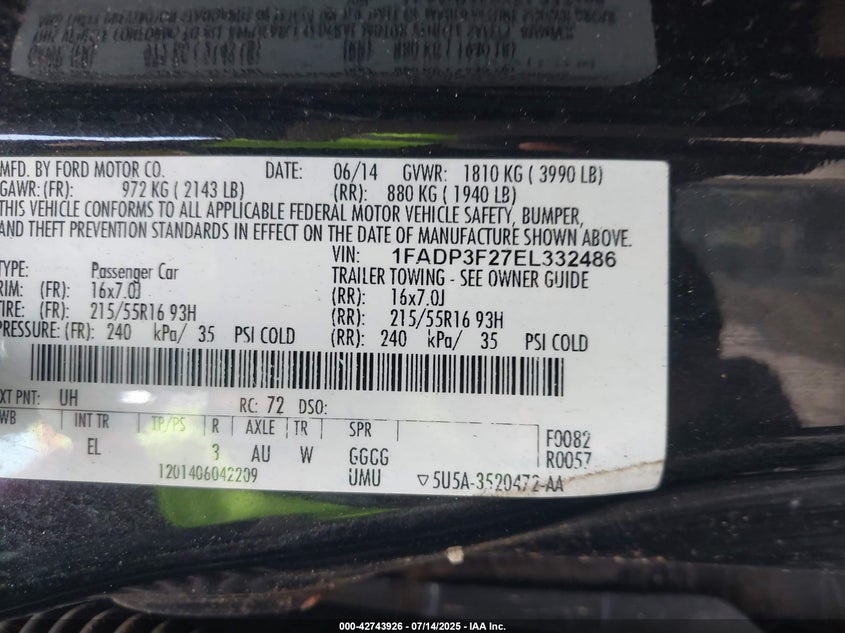 MFD. BY FORD MOTOR CO. DATE: 06/14 GVWR: 1810 KG ( 3990 LB)
GAWR: (FR): 972 KG ( 2143 LB) (RR): 880 KG ( 1940 LB)
THIS VEHICLE CONFORMS TO ALL APPLICABLE FEDERAL MOTOR VEHICLE SAFETY, BUMPER,
AND THEFT PREVENTION STANDARDS IN EFFECT ON THE DATE OF MANUFACTURE SHOWN ABOVE.
VIN: 1FADP3F27EL332486
TYPE: Passenger Car TRAILER TOWING - SEE OWNER GUIDE
RIM: (FR): 16x7.0J (RR): 16x7.0J
TIRE: (FR): 215/55R16 93H (RR): 215/55R16 93H
PRESSURE: (FR): 240 kPa/ 35 PSI COLD (RR): 240 kPa/ 35 PSI COLD
EXT PNT: UH RC: 72 DSO:
WB INT TR TP/PS R AXLE TR SPR
EL 3 AU W GGGG F0082
UMU R0057
1201406042209 ▽5U5A-3520472-AA
000-42743926 - 07/14/2025 - IAA Inc.